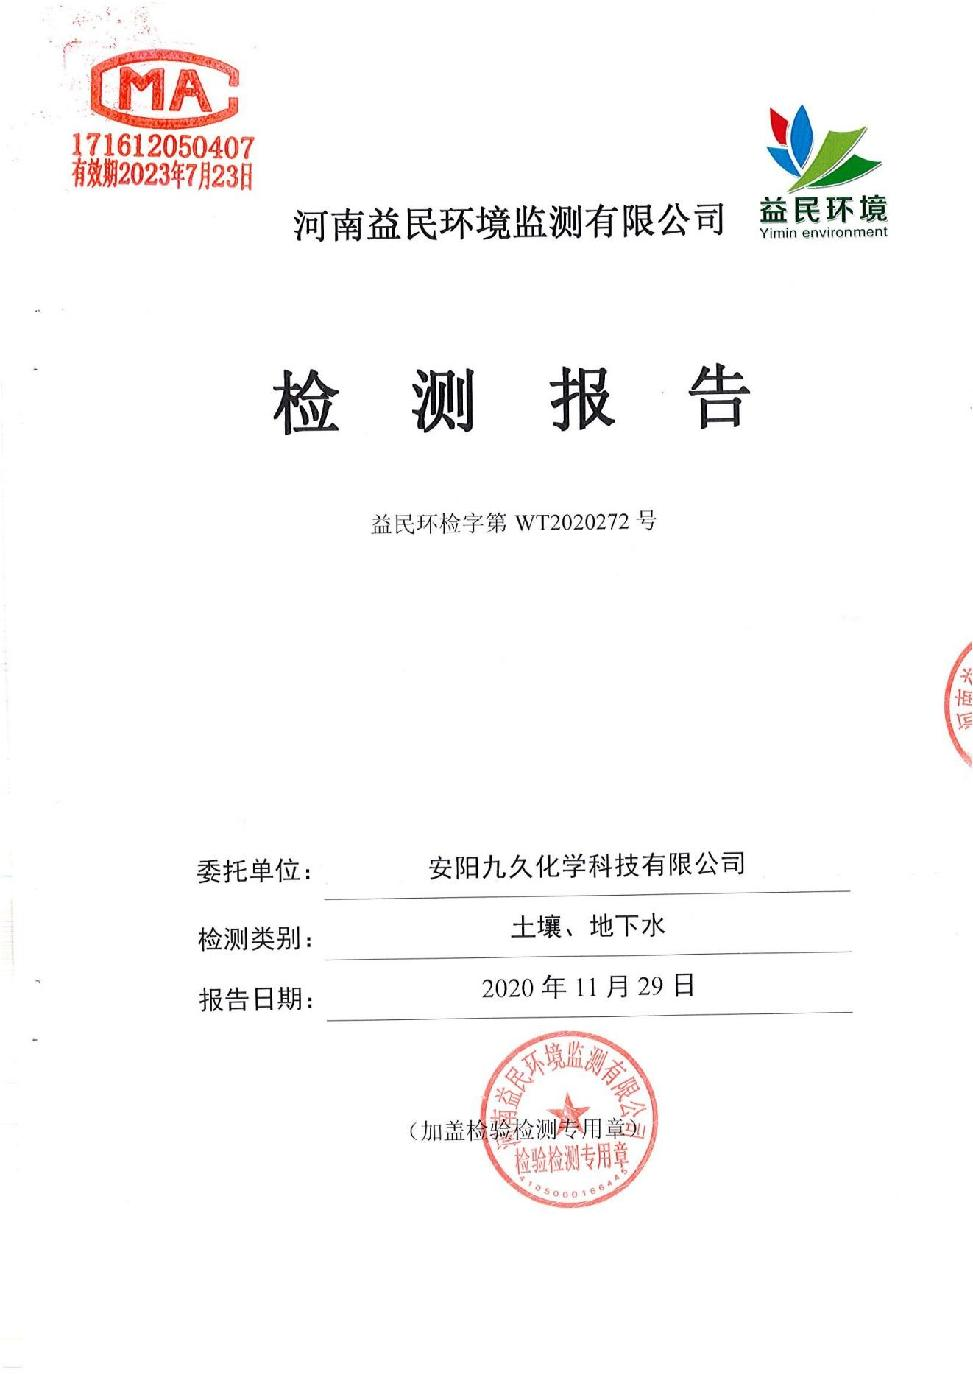 MA
171612050407
有效期2023年7月23日
益民环境
Yimin environment
河南益民环境监测有限公司
检 测 报 告
益民环检字第 WT2020272 号
河南
委托单位： 安阳九久化学科技有限公司
检测类别： 土壤、地下水
报告日期： 2020 年 11 月 29 日
河南益民环境监测有限公司
（加盖检验检测专用章）
检验检测专用章